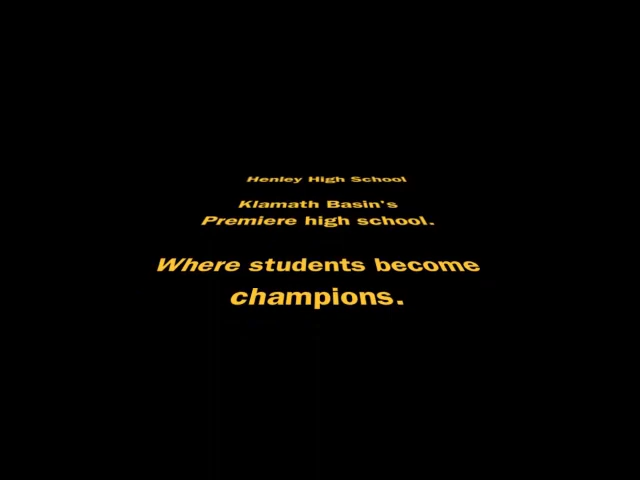 Henley High School
Klamath Basin's
Premiere high school.
Where students become
champions.